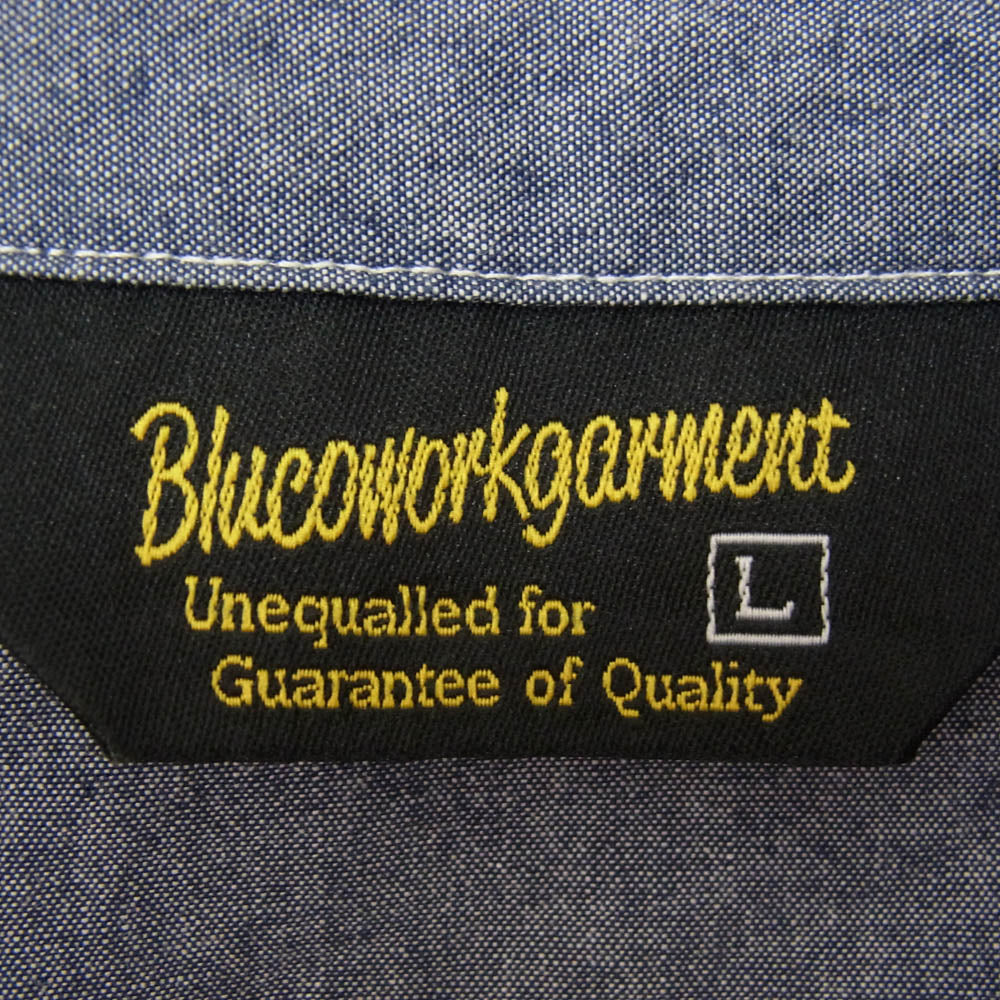 Blucoworkgarment
L
Unequalled for
Guarantee of Quality